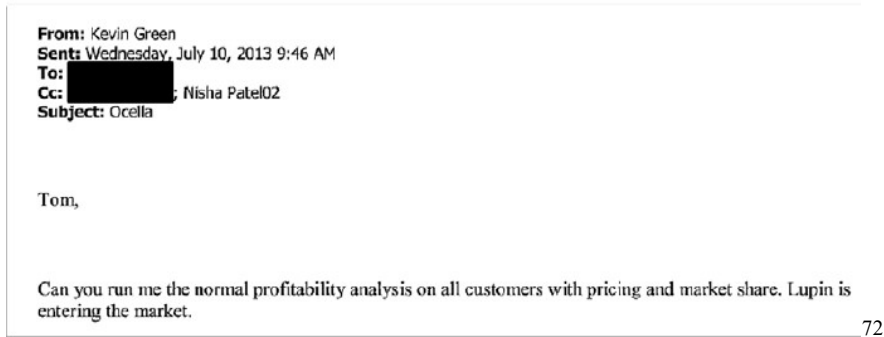 From: Kevin Green
Sent: Wednesday, July 10, 2013 9:46 AM
To:
Cc: ; Nisha Patel02
Subject: Ocella
Tom,
Can you run me the normal profitability analysis on all customers with pricing and market share. Lupin is
entering the market.
72